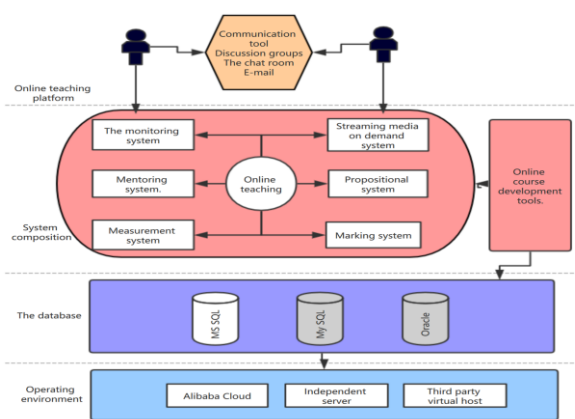 Communication
tool
Discussion groups
The chat room
E-mail
Online teaching
platform
The monitoring
system
Streaming media
on demand
system
Mentoring
system.
Online
teaching
Propositional
system
Online
course
development
tools.
System
composition
Measurement
system
Marking system
The database
MS SQL
My SQL
Oracle
Operating
environment
Alibaba Cloud
Independent
server
Third party
virtual host